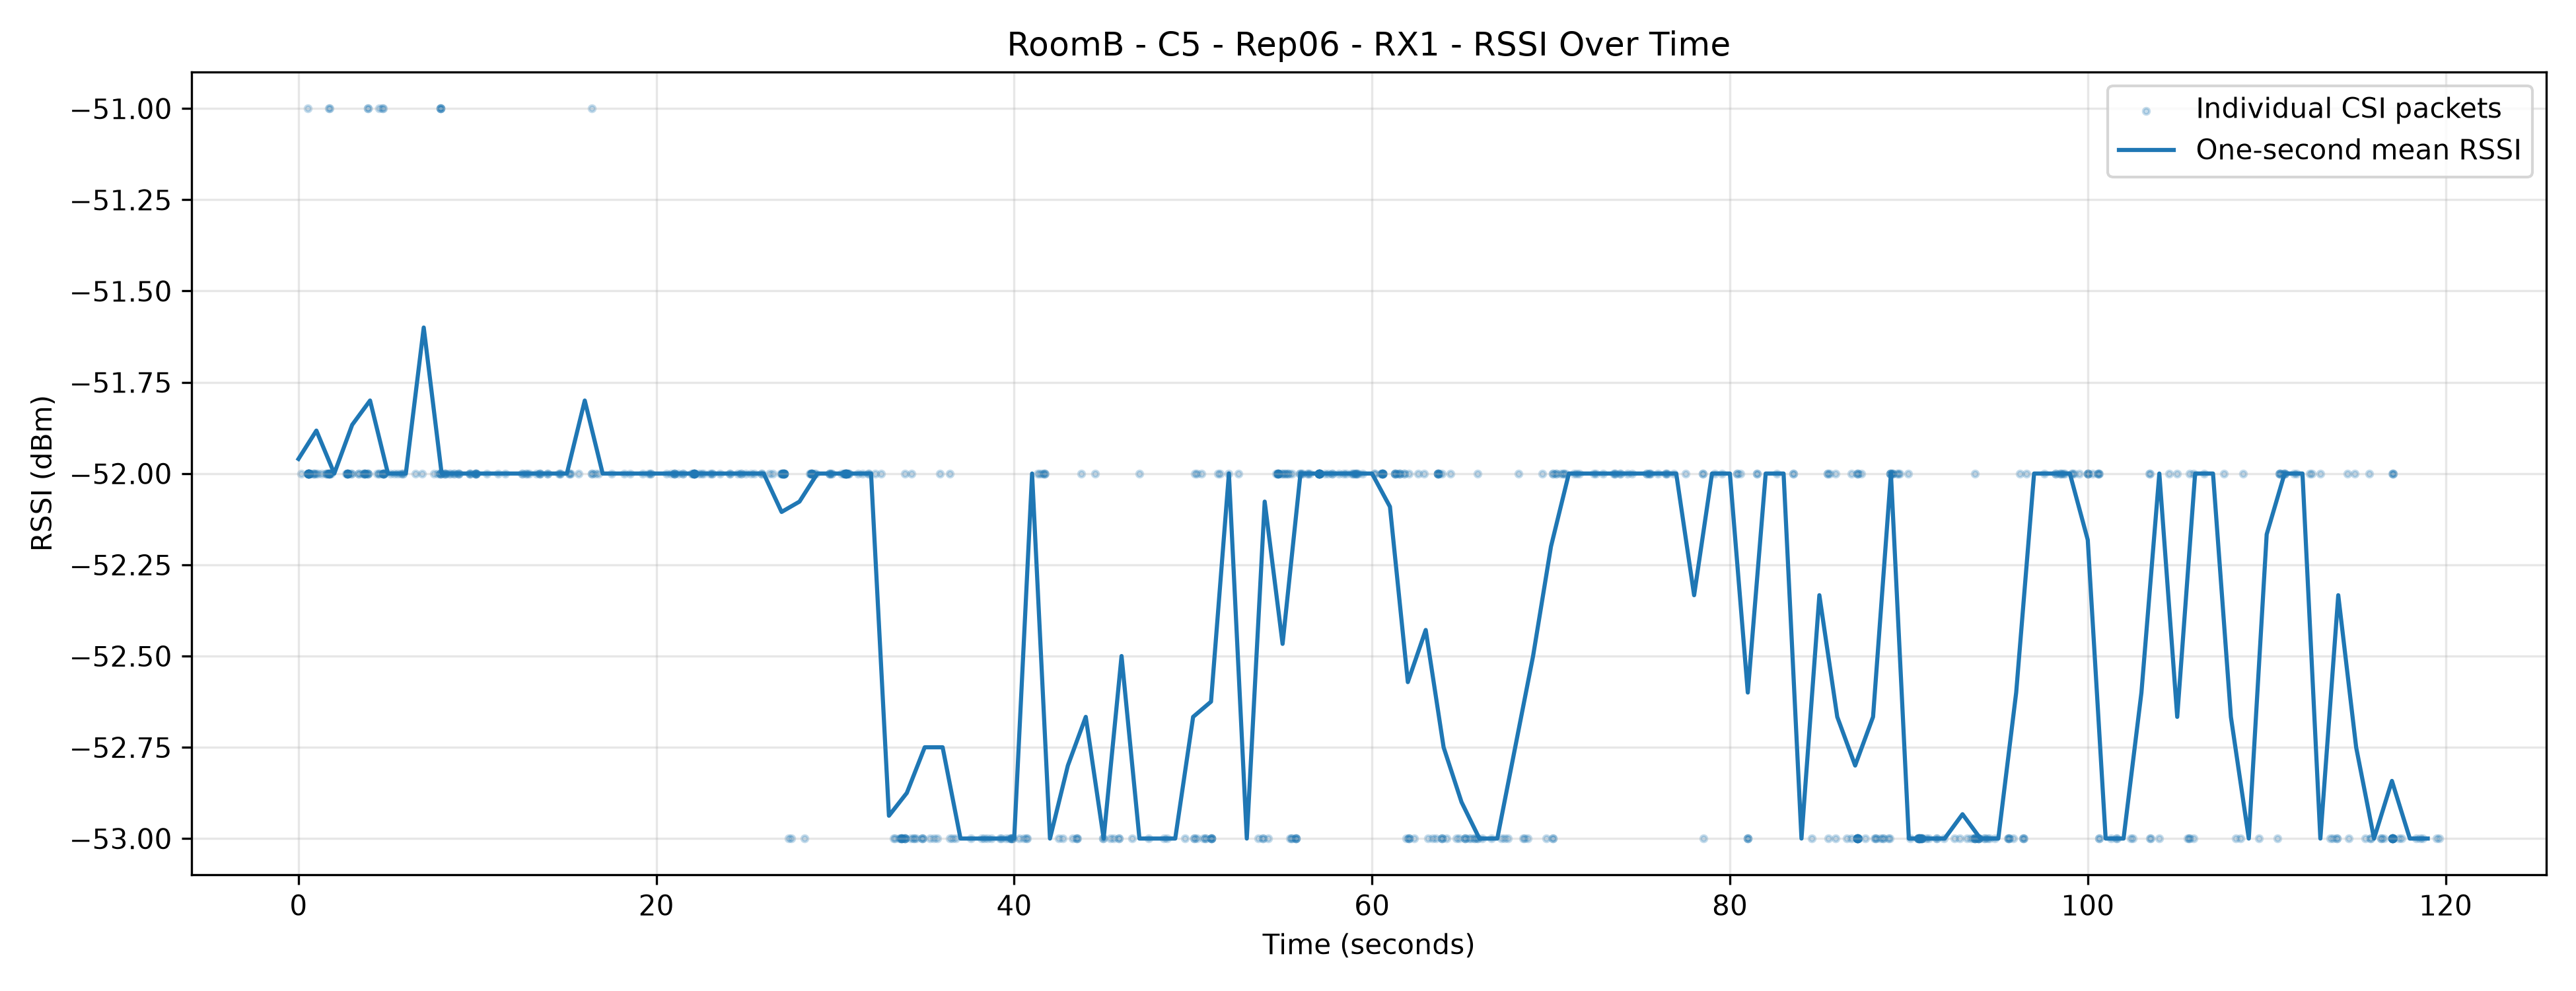 RoomB - C5 - Rep06 - RX1 - RSSI Over Time
Individual CSI packets
One-second mean RSSI
RSSI (dBm)
−51.00
−51.25
−51.50
−51.75
−52.00
−52.25
−52.50
−52.75
−53.00
0 20 40 60 80 100 120
Time (seconds)